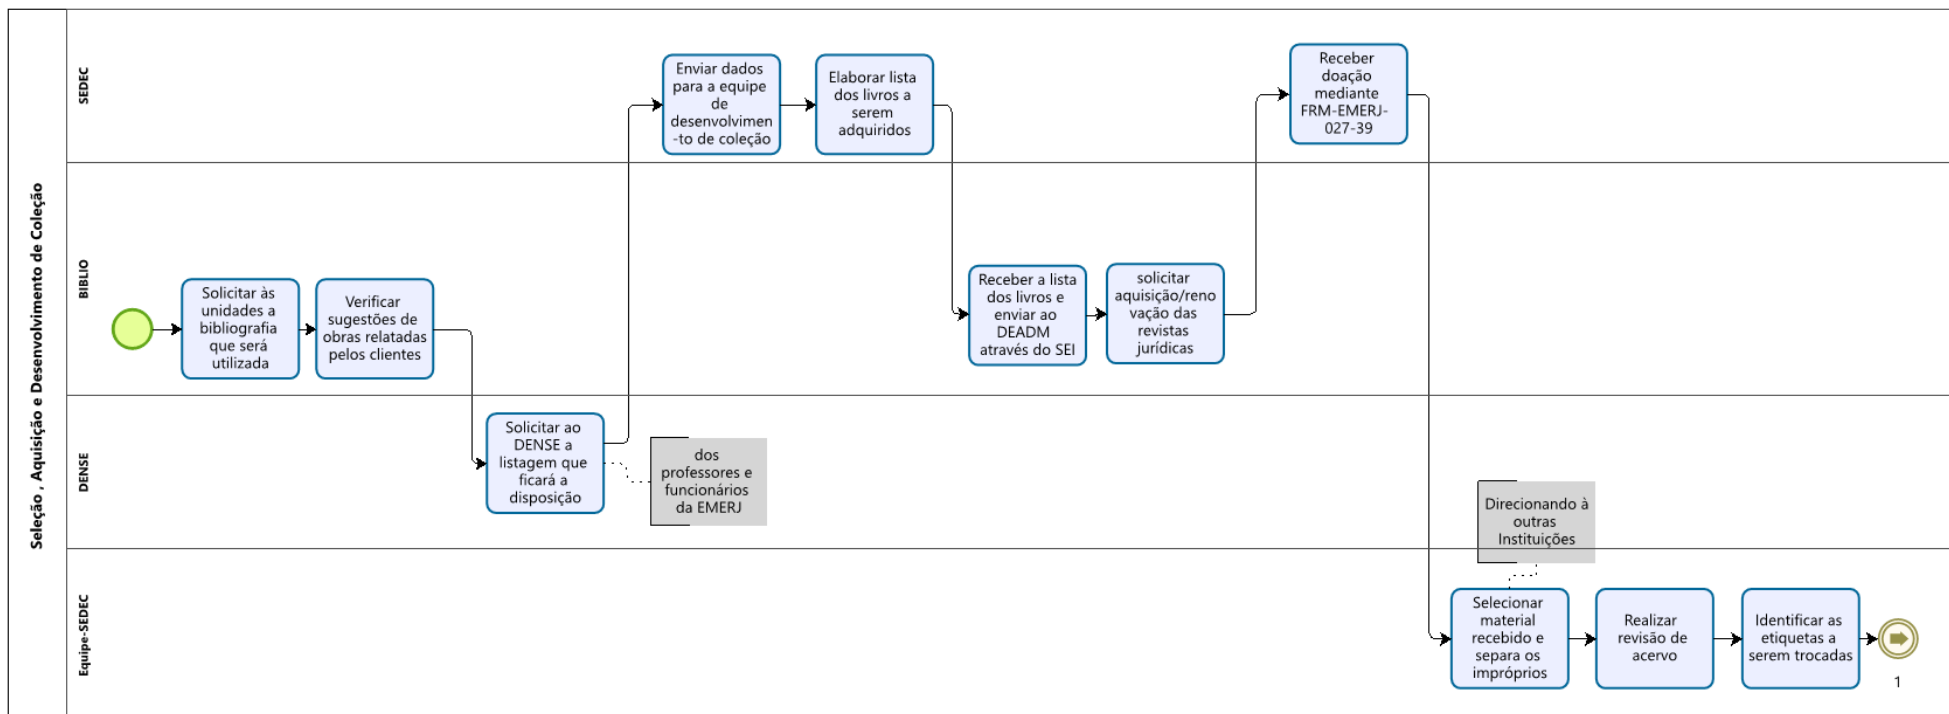 Seleção , Aquisição e Desenvolvimento de Coleção
SEDEC
Enviar dados
para a equipe
de
desenvolvimen
-to de coleção
Elaborar lista
dos livros a
serem
adquiridos
Receber
doação
mediante
FRM-EMERJ-
027-39
BIBLIO
Solicitar às
unidades a
bibliografia
que será
utilizada
Verificar
sugestões de
obras relatadas
pelos clientes
Receber a lista
dos livros e
enviar ao
DEADM
através do SEI
solicitar
aquisição/reno
vação das
revistas
jurídicas
DENSE
Solicitar ao
DENSE a
listagem que
ficará a
disposição
dos
professores e
funcionários
da EMERJ
Direcionando à
outras
Instituições
Equipe-SEDEC
Selecionar
material
recebido e
separa os
impróprios
Realizar
revisão de
acervo
Identificar as
etiquetas a
serem trocadas
1